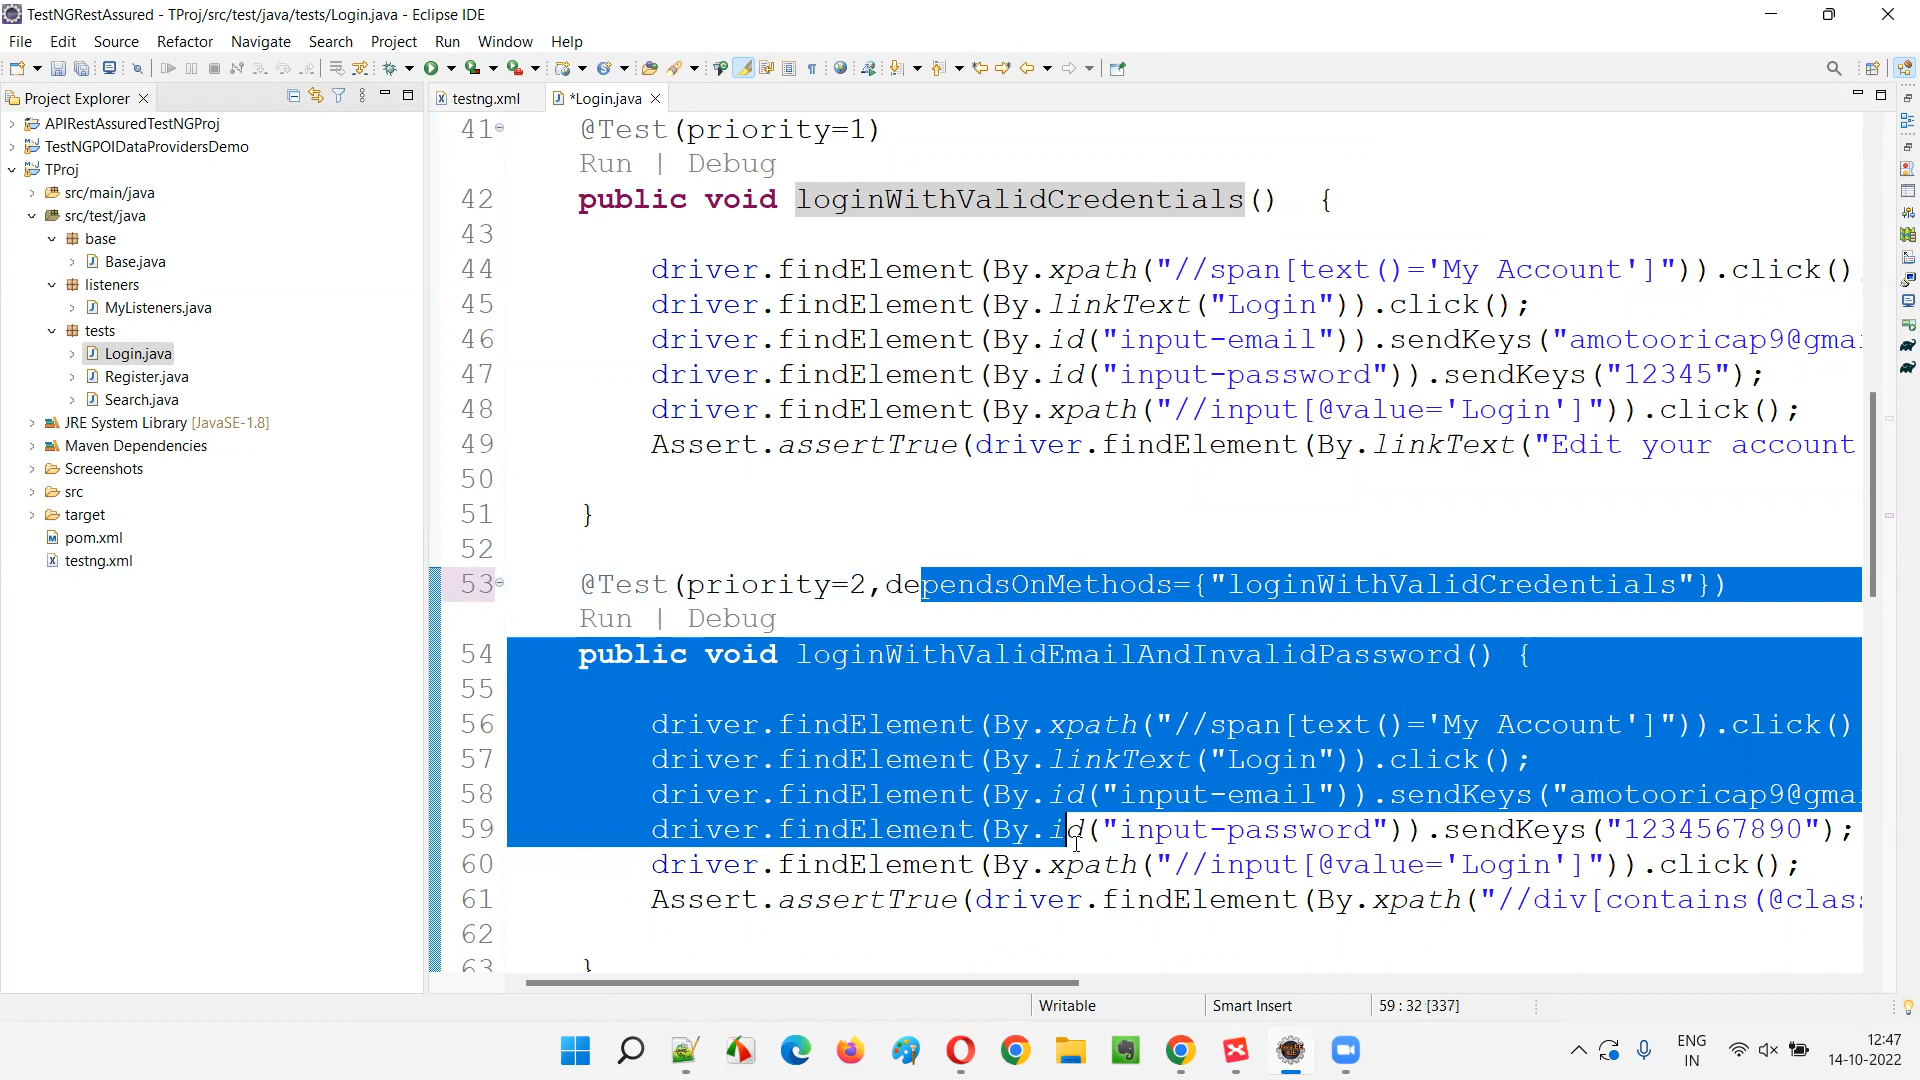 TestNGRestAssured - TProj/src/test/java/tests/Login.java - Eclipse IDE
File Edit Source Refactor Navigate Search Project Run Window Help
Project Explorer
APIRestAssuredTestNGProj
TestNGPOIDataProvidersDemo
TProj
src/main/java
src/test/java
base
Base.java
listeners
MyListeners.java
tests
Login.java
Register.java
Search.java
JRE System Library [JavaSE-1.8]
Maven Dependencies
Screenshots
src
target
pom.xml
testng.xml
testng.xml *Login.java
41 @Test(priority=1)
Run | Debug
42 public void loginWithValidCredentials() {
43
44 driver.findElement(By.xpath("//span[text()='My Account']")).click()
45 driver.findElement(By.linkText("Login")).click();
46 driver.findElement(By.id("input-email")).sendKeys("amotooricap9@gma
47 driver.findElement(By.id("input-password")).sendKeys("12345");
48 driver.findElement(By.xpath("//input[@value='Login']")).click();
49 Assert.assertTrue(driver.findElement(By.linkText("Edit your account
50
51 }
52
53 @Test(priority=2,dependsOnMethods={"loginWithValidCredentials"})
Run | Debug
54 public void loginWithValidEmailAndInvalidPassword() {
55
56 driver.findElement(By.xpath("//span[text()='My Account']")).click()
57 driver.findElement(By.linkText("Login")).click();
58 driver.findElement(By.id("input-email")).sendKeys("amotooricap9@gma
59 driver.findElement(By.id("input-password")).sendKeys("1234567890");
60 driver.findElement(By.xpath("//input[@value='Login']")).click();
61 Assert.assertTrue(driver.findElement(By.xpath("//div[contains(@clas
62
63 }
Writable Smart Insert 59 : 32 [337]
ENG
IN
12:47
14-10-2022